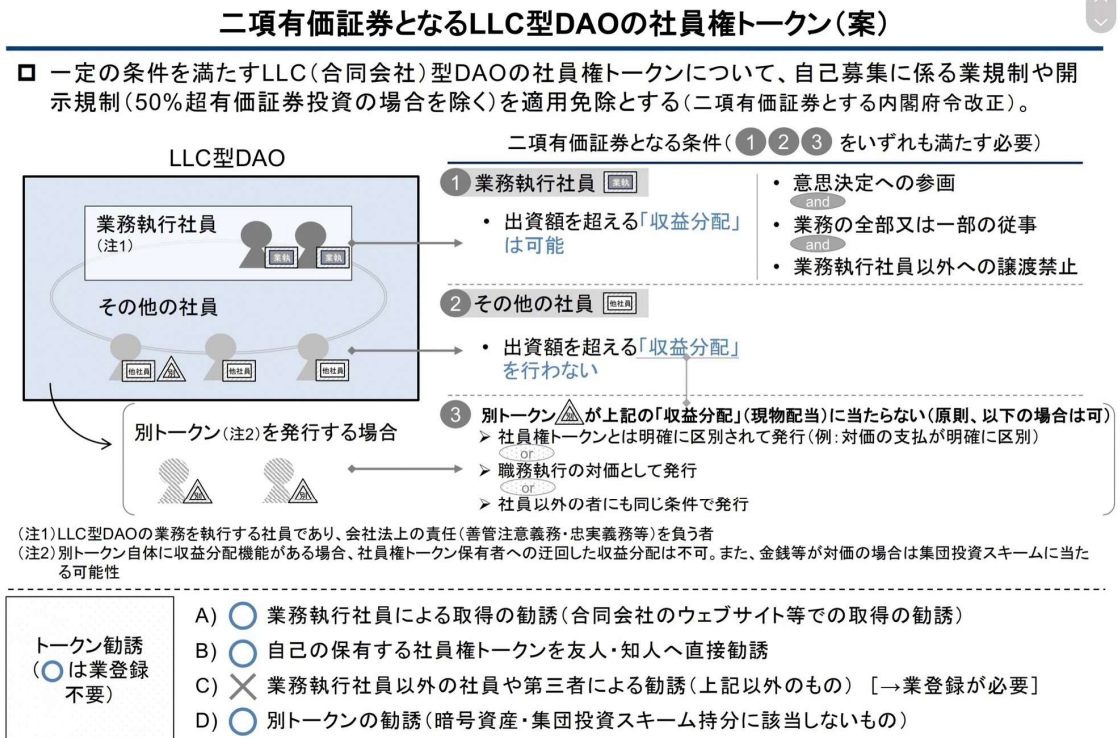 二項有価証券となるLLC型DAOの社員権トークン(案)
一定の条件を満たすLLC(合同会社)型DAOの社員権トークンについて、自己募集に係る業規制や開
示規制(50%超有価証券投資の場合を除く)を適用免除とする(二項有価証券とする内閣府令改正)。
LLC型DAO
業務執行社員
(注1)
業執 業執
その他の社員
他社員 別 他社員 他社員
別トークン(注2)を発行する場合
別 別
二項有価証券となる条件(1 2 3 をいずれも満たす必要)
1 業務執行社員 業執
• 出資額を超える「収益分配」
は可能
• 意思決定への参画
and
• 業務の全部又は一部の従事
and
• 業務執行社員以外への譲渡禁止
2 その他の社員 他社員
• 出資額を超える「収益分配」
を行わない
3 別トークン 別 が上記の「収益分配」(現物配当)に当たらない(原則、以下の場合は可)
➢ 社員権トークンとは明確に区別されて発行(例:対価の支払が明確に区別)
or
➢ 職務執行の対価として発行
or
➢ 社員以外の者にも同じ条件で発行
(注1)LLC型DAOの業務を執行する社員であり、会社法上の責任(善管注意義務・忠実義務等)を負う者
(注2)別トークン自体に収益分配機能がある場合、社員権トークン保有者への迂回した収益分配は不可。また、金銭等が対価の場合は集団投資スキームに当た
る可能性
トークン勧誘
(○は業登録
不要)
A) ○ 業務執行社員による取得の勧誘(合同会社のウェブサイト等での取得の勧誘)
B) ○ 自己の保有する社員権トークンを友人・知人へ直接勧誘
C) × 業務執行社員以外の社員や第三者による勧誘(上記以外のもの) [→業登録が必要]
D) ○ 別トークンの勧誘(暗号資産・集団投資スキーム持分に該当しないもの)